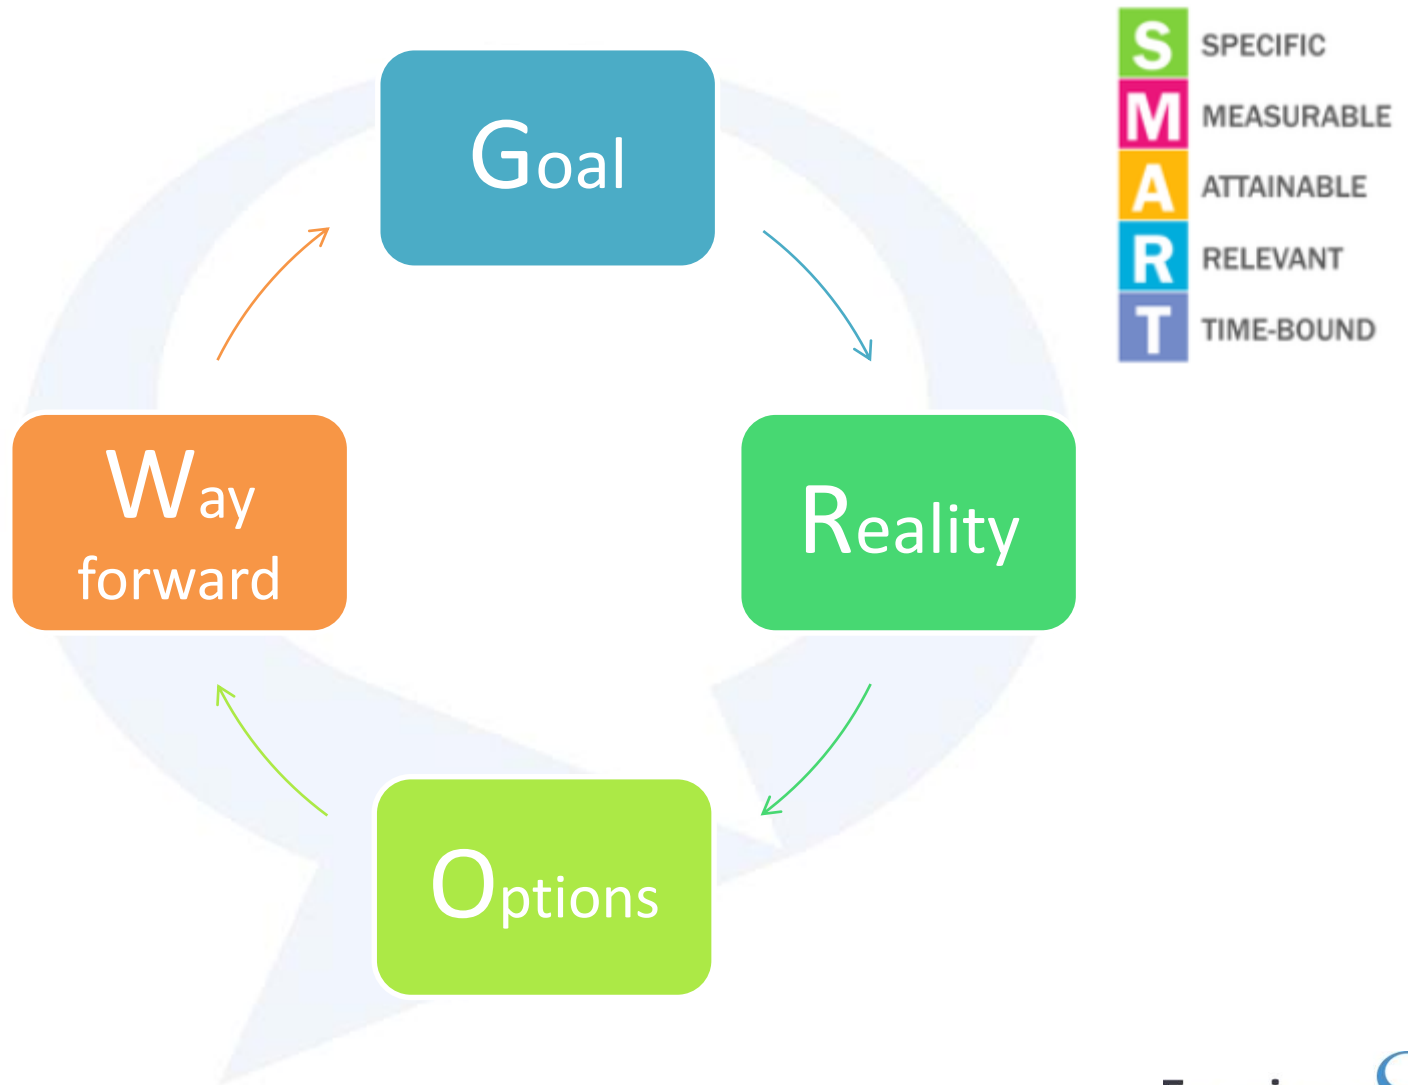 Goal
Reality
Options
Way
forward
S SPECIFIC
M MEASURABLE
A ATTAINABLE
R RELEVANT
T TIME-BOUND